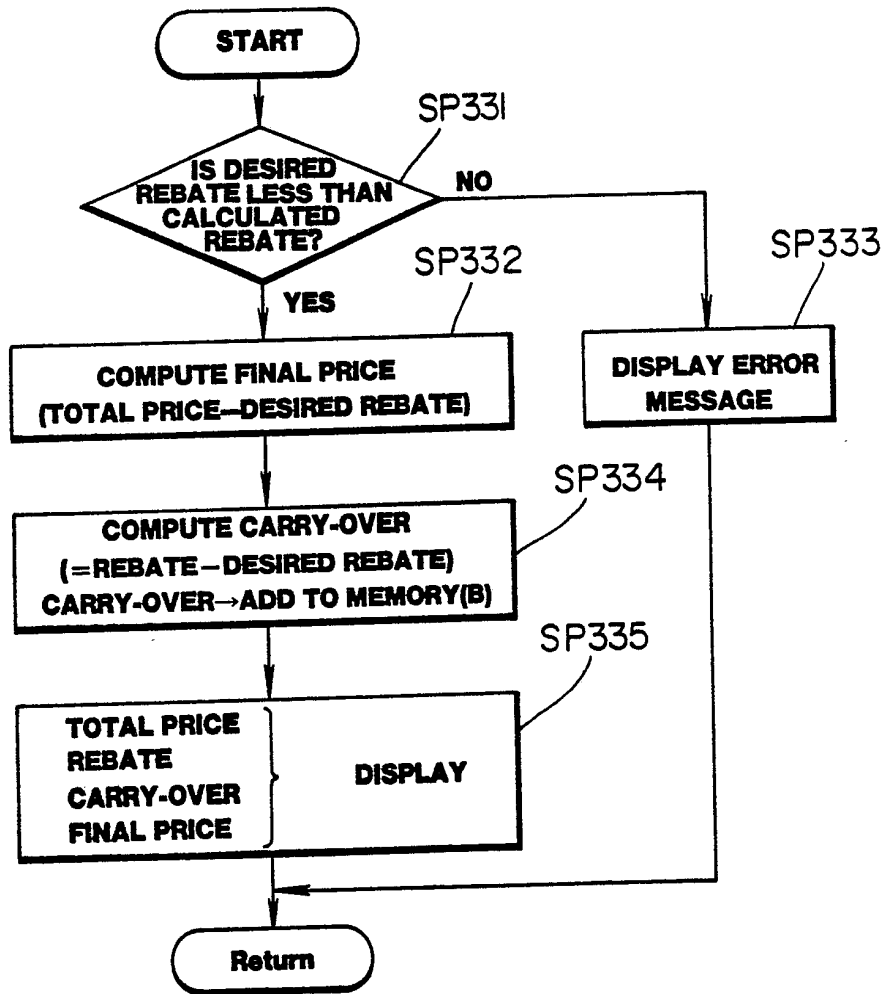 START
SP331
IS DESIRED
REBATE LESS THAN
CALCULATED
REBATE?
NO
YES
SP332
SP333
COMPUTE FINAL PRICE
(TOTAL PRICE—DESIRED REBATE)
DISPLAY ERROR
MESSAGE
SP334
COMPUTE CARRY-OVER
(=REBATE−DESIRED REBATE)
CARRY-OVER→ADD TO MEMORY(B)
SP335
TOTAL PRICE
REBATE
CARRY-OVER
FINAL PRICE
DISPLAY
Return